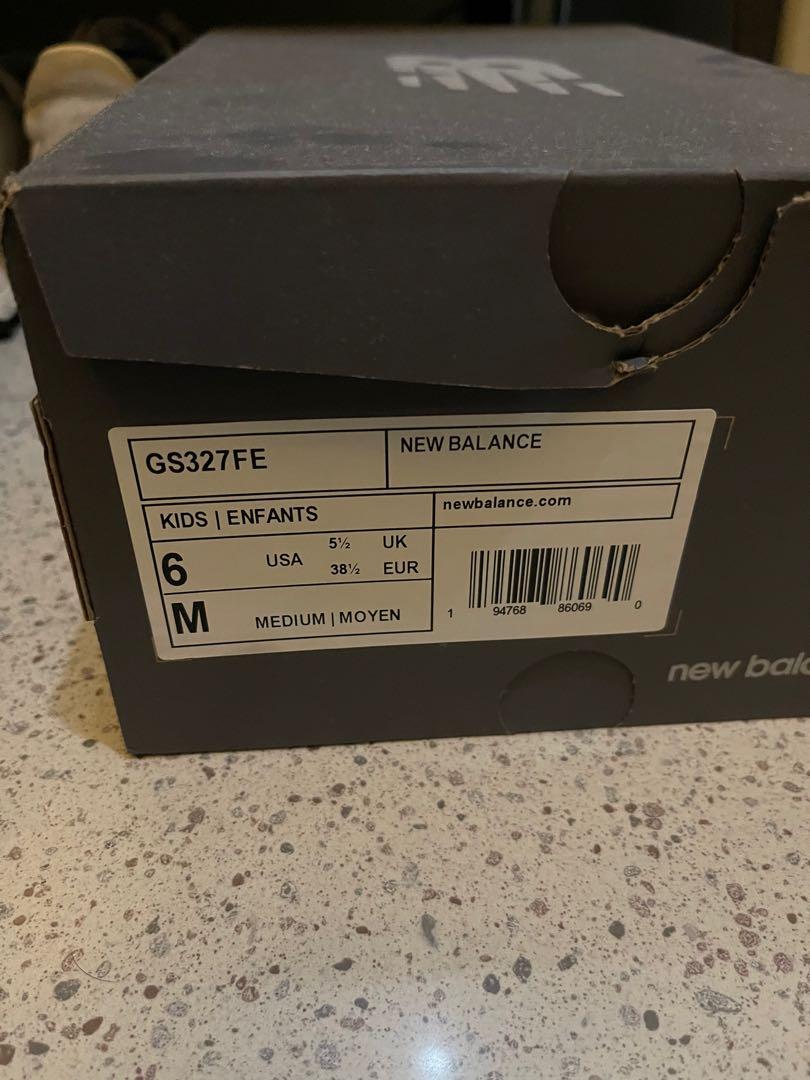 GS327FE
NEW BALANCE
KIDS | ENFANTS
newbalance.com
6 USA 5½ UK
38½ EUR
M MEDIUM | MOYEN
1 94768 86069 0
new bala